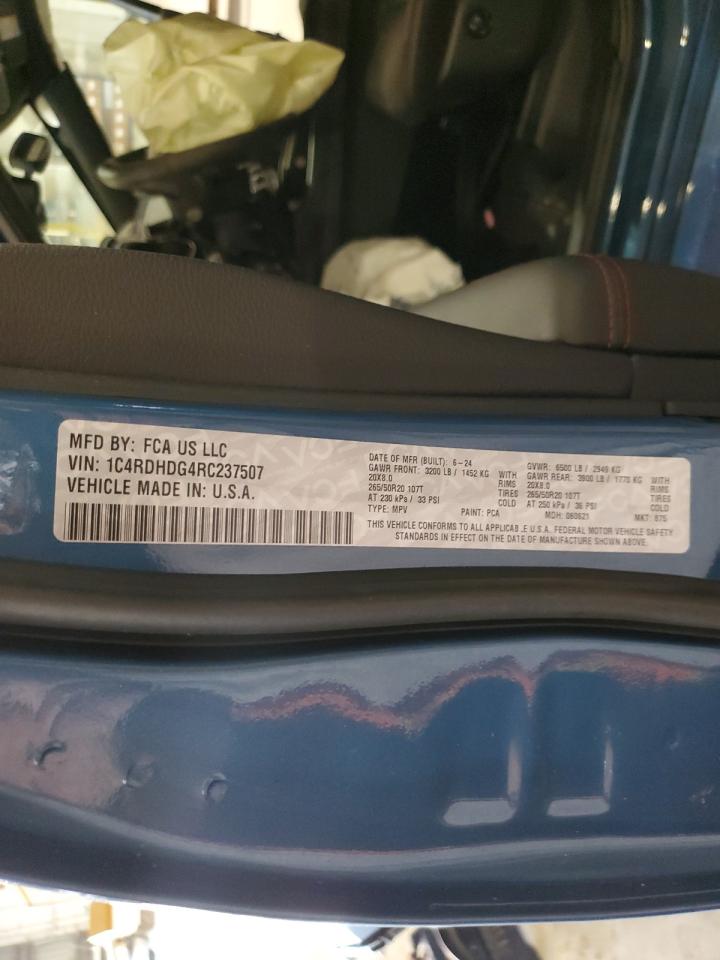 MFD BY: FCA US LLC
VIN: 1C4RDHDG4RC237507
VEHICLE MADE IN: U.S.A.
DATE OF MFR (BUILT): 6-24
GAWR FRONT: 3200 LB / 1452 KG WITH
20X8.0 RIMS
265/50R20 107T TIRES
AT 230 kPa / 33 PSI COLD
TYPE: MPV PAINT: PCA
GVWR: 6500 LB / 2949 KG
GAWR REAR: 3900 LB / 1770 KG WITH
20X8.0 RIMS
265/50R20 107T TIRES
AT 250 kPa / 36 PSI COLD
MDH: 060621 MKT: 875
THIS VEHICLE CONFORMS TO ALL APPLICAB.E U.S.A. FEDERAL MOTOR VEHICLE SAFETY
STANDARDS IN EFFECT ON THE DATE OF MANUFACTURE SHOWN ABOVE.